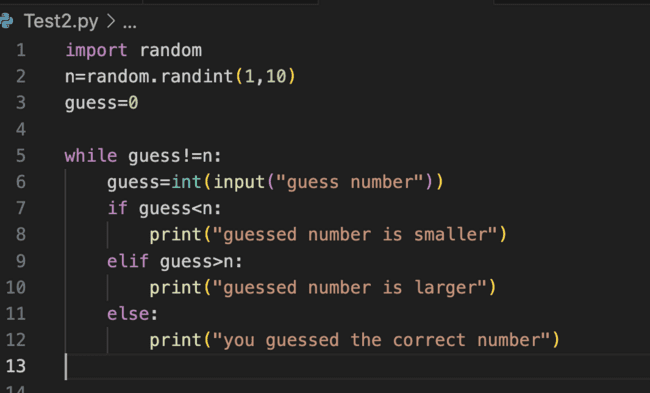 Test2.py > ...
1 import random
2 n=random.randint(1,10)
3 guess=0
4
5 while guess!=n:
6 guess=int(input("guess number"))
7 if guess<n:
8 print("guessed number is smaller")
9 elif guess>n:
10 print("guessed number is larger")
11 else:
12 print("you guessed the correct number")
13
14